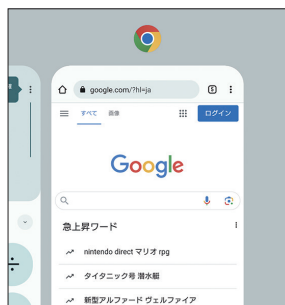 google.com/?hl=ja
5
すべて 画像
ログイン
Google
急上昇ワード
nintendo direct マリオ rpg
タイタニック号 潜水艇
新型アルファード ヴェルファイア